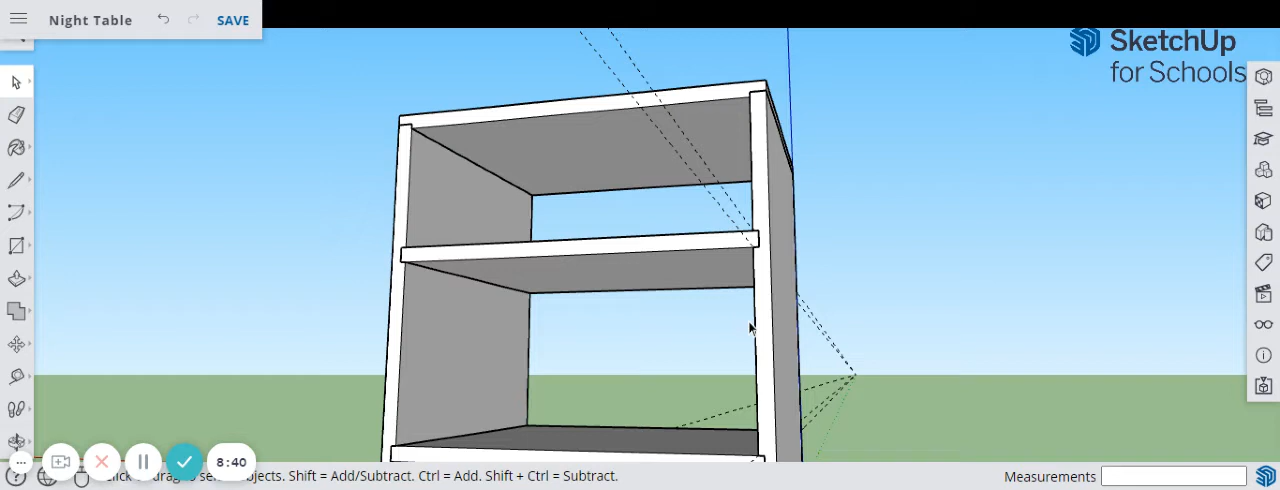 Night Table SAVE
SketchUp
for Schools
8:40
objects. Shift = Add/Subtract. Ctrl = Add. Shift + Ctrl = Subtract.
Measurements